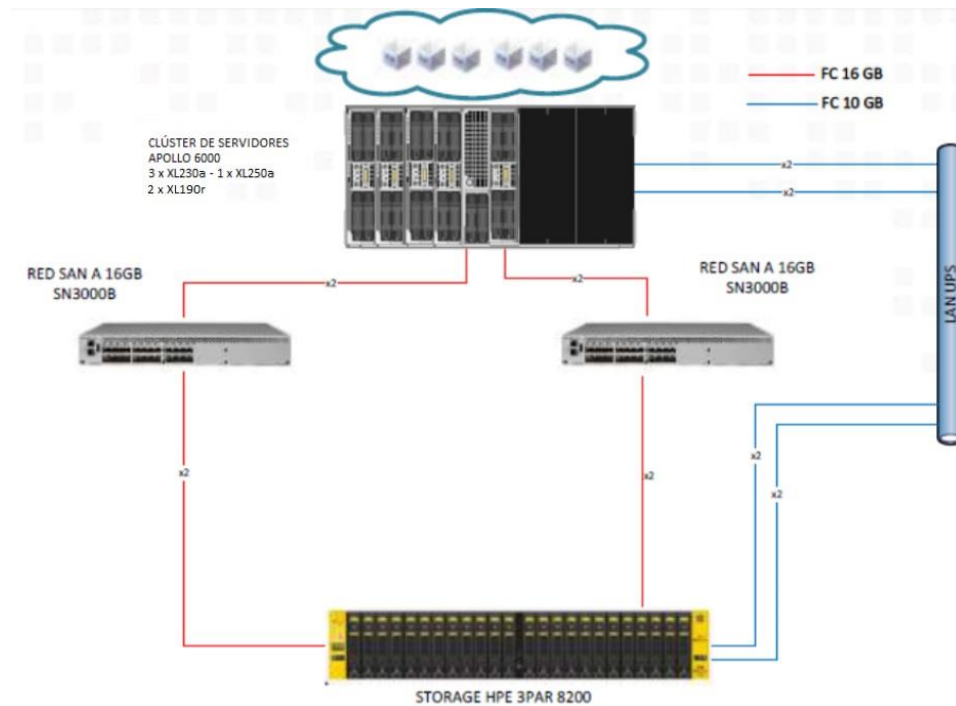 FC 16 GB
FC 10 GB
CLÚSTER DE SERVIDORES
APOLLO 6000
3 x XL230a - 1 x XL250a
2 x XL190r
x2
x2
LAN UPS
RED SAN A 16GB
SN3000B
x2
x2
RED SAN A 16GB
SN3000B
x2
x2
x2
x2
STORAGE HPE 3PAR 8200